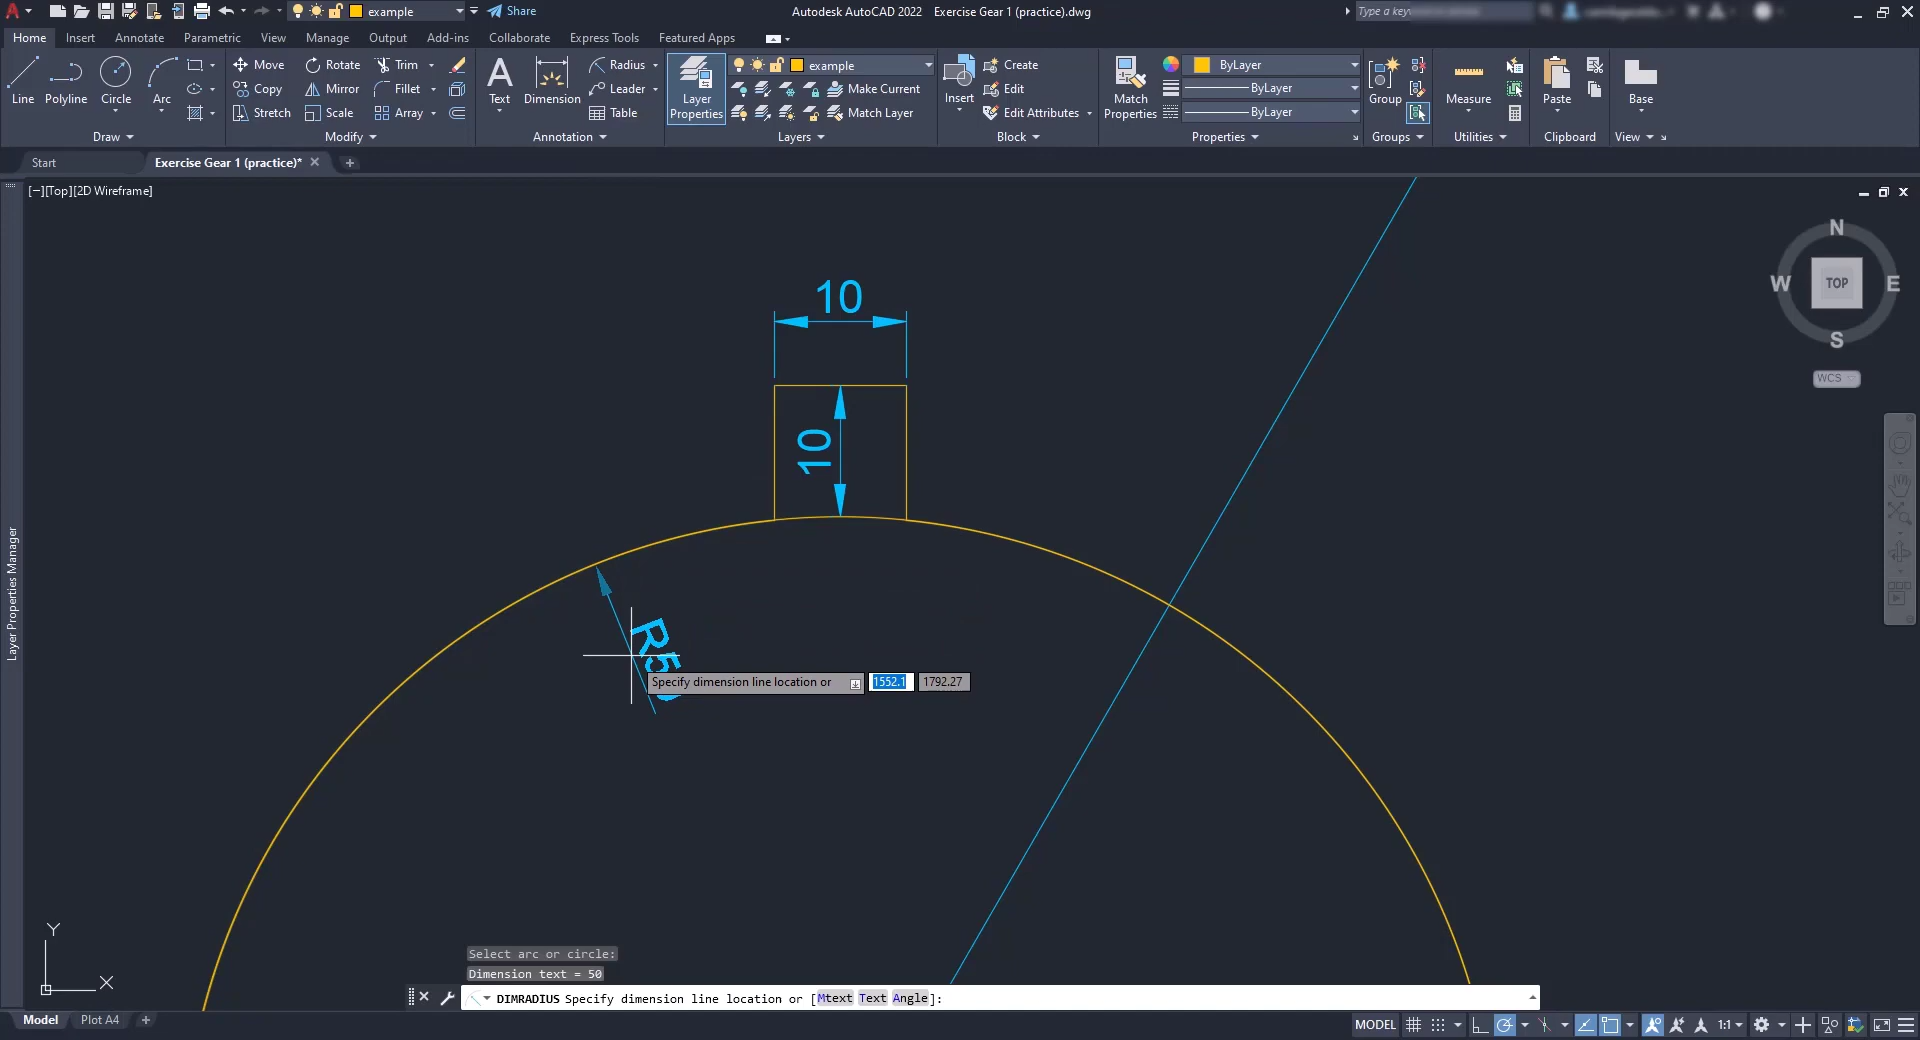 example
Share
Autodesk AutoCAD 2022 Exercise Gear 1 (practice).dwg
Type a key
Home Insert Annotate Parametric View Manage Output Add-ins Collaborate Express Tools Featured Apps
Line Polyline Circle Arc
Move Rotate Trim
Copy Mirror Fillet
Stretch Scale Array
Text Dimension
Radius
Leader
Table
Layer Properties
example
Make Current
Match Layer
Insert
Create
Edit
Edit Attributes
Match Properties
ByLayer
ByLayer
ByLayer
Group
Measure
Paste
Base
Draw Modify Annotation Layers Block Properties Groups Utilities Clipboard View
Start Exercise Gear 1 (practice)*
[−][Top][2D Wireframe]
N
W TOP E
S
WCS
10
10
R5
Specify dimension line location or 1552.1 1792.27
Layer Properties Manager
Y
X
Select arc or circle:
Dimension text = 50
DIMRADIUS Specify dimension line location or [Mtext Text Angle]:
Model Plot A4
MODEL 1:1